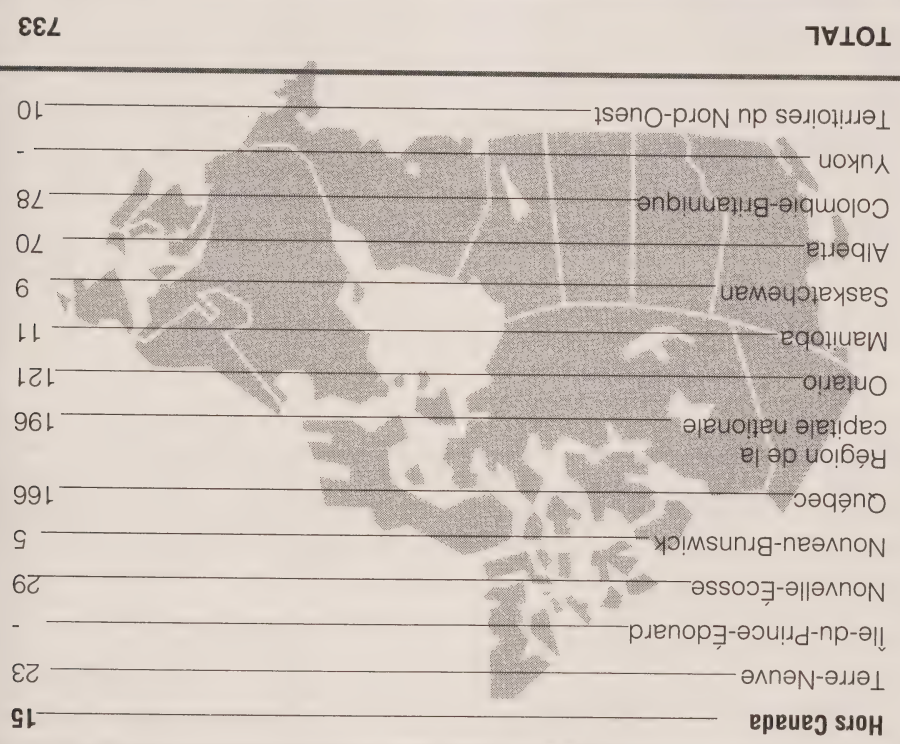 Hors Canada 15
Terre-Neuve 23
Île-du-Prince-Édouard -
Nouvelle-Écosse 29
Nouveau-Brunswick 5
Québec 166
Région de la
capitale nationale 196
Ontario 121
Manitoba 11
Saskatchewan 9
Alberta 70
Colombie-Britannique 78
Yukon -
Territoires du Nord-Ouest 10
TOTAL 733